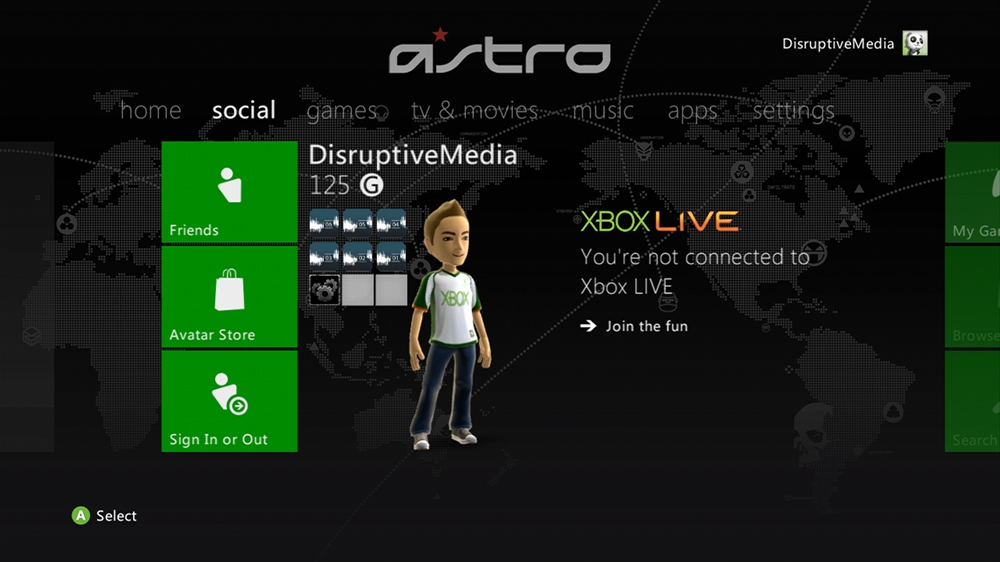 astro
DisruptiveMedia
home social games tv & movies music apps settings
DisruptiveMedia
125 G
Friends
Avatar Store
Sign In or Out
XBOX
XBOX LIVE
You're not connected to
Xbox LIVE
Join the fun
My Ga
Browse
Search
A Select